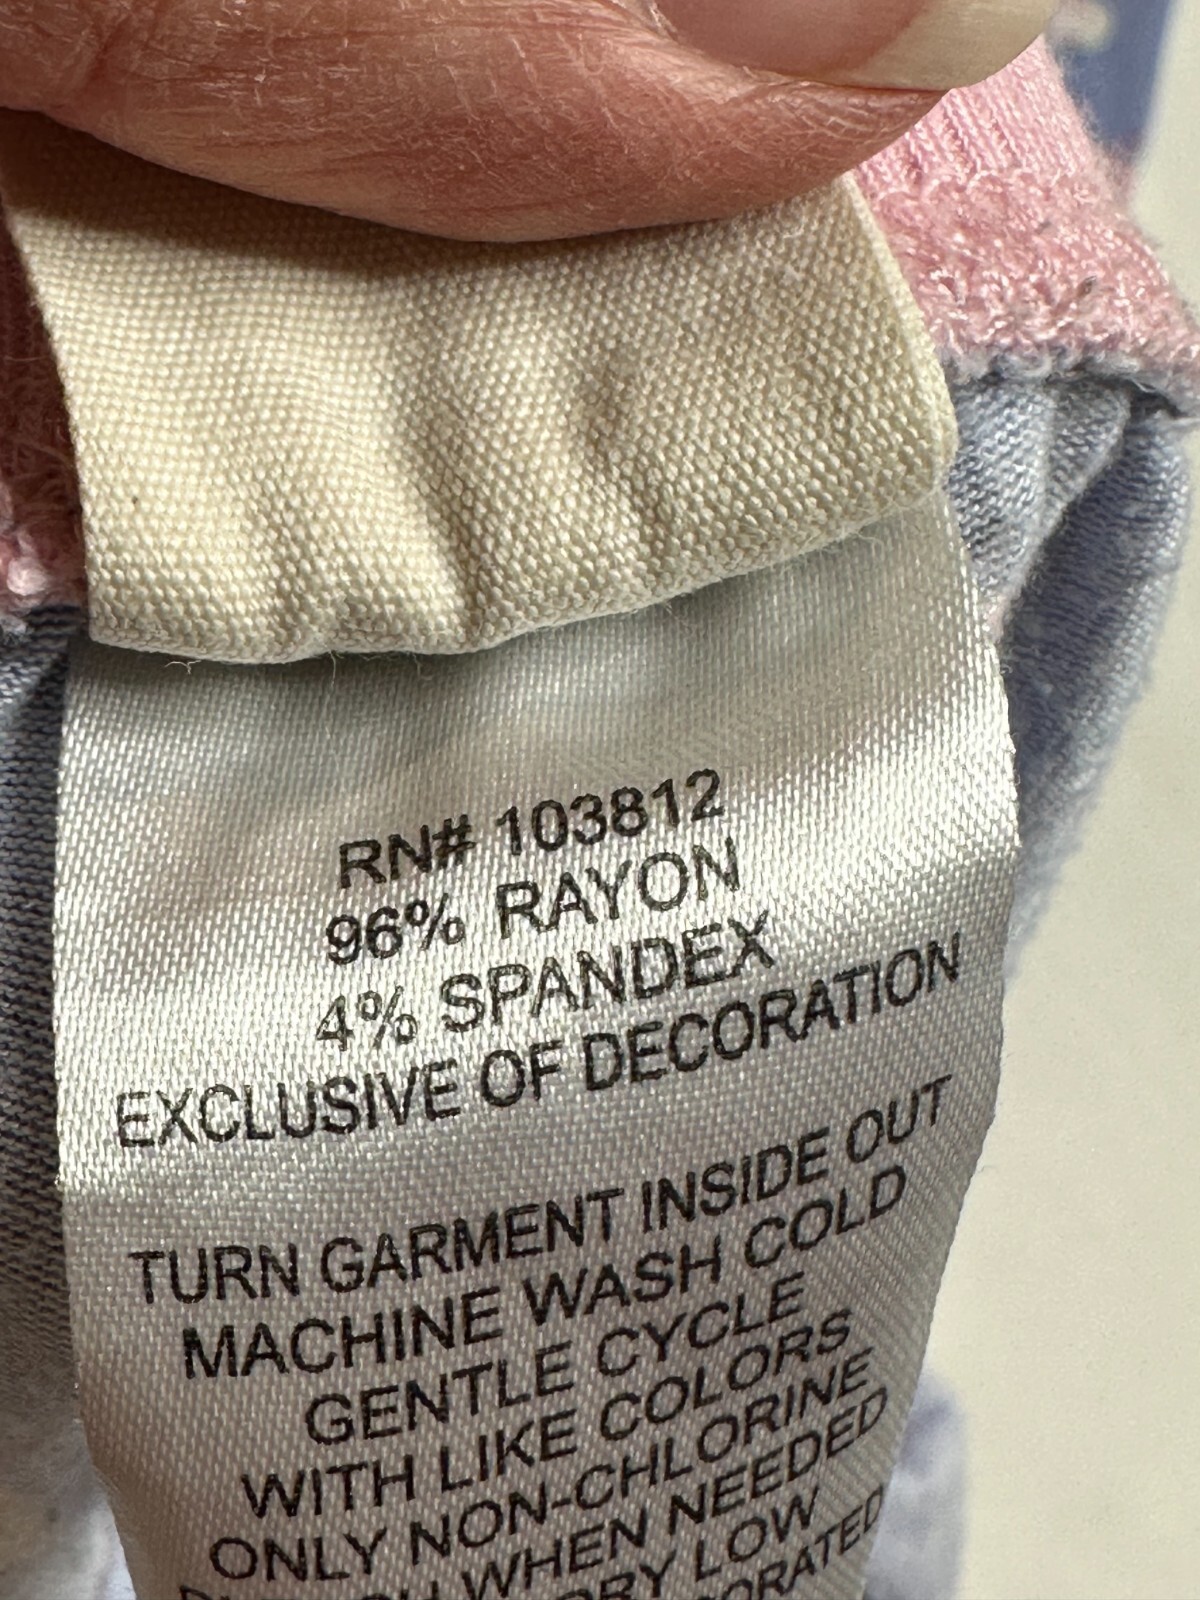 RN# 103812
96% RAYON
4% SPANDEX
EXCLUSIVE OF DECORATION
TURN GARMENT INSIDE OUT
MACHINE WASH COLD
GENTLE CYCLE
WITH LIKE COLORS
ONLY NON-CHLORINE
WHEN NEEDED
DRY LOW